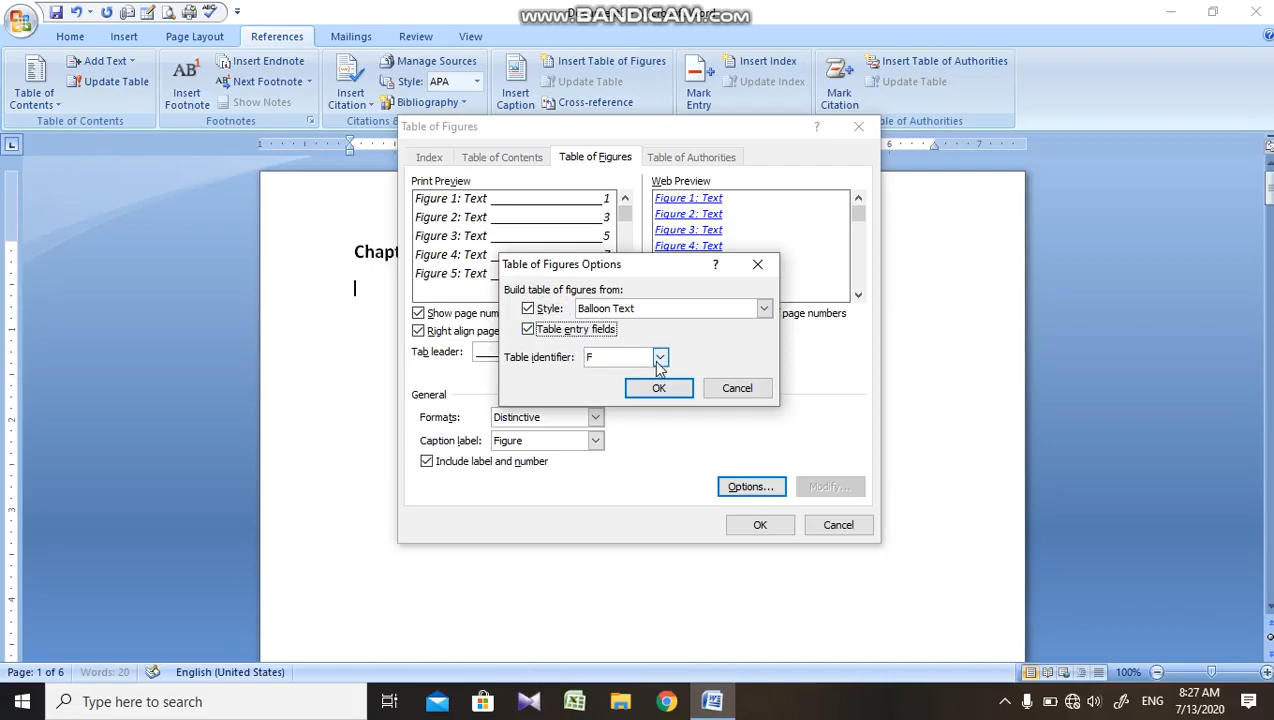 www.BANDICAM.com
Home Insert Page Layout References Mailings Review View
Table of Contents
Add Text
Update Table
Table of Contents
AB1
Insert Footnote
Insert Endnote
Next Footnote
Show Notes
Footnotes
Insert Citation
Manage Sources
Style: APA
Bibliography
Citations &
Insert Caption
Insert Table of Figures
Update Table
Cross-reference
Mark Entry
Insert Index
Update Index
Mark Citation
Insert Table of Authorities
Update Table
of Authorities
Table of Figures
Index Table of Contents Table of Figures Table of Authorities
Print Preview
Figure 1: Text 1
Figure 2: Text 3
Figure 3: Text 5
Figure 4: Text
Figure 5: Text
Web Preview
Figure 1: Text
Figure 2: Text
Figure 3: Text
Figure 4: Text
Show page num
Right align page
Tab leader:
page numbers
Table of Figures Options
Build table of figures from:
Style: Balloon Text
Table entry fields
Table identifier: F
OK Cancel
General
Formats: Distinctive
Caption label: Figure
Include label and number
Options... Modify...
OK Cancel
Chapt
Page: 1 of 6 Words: 20 English (United States) 100%
Type here to search
ENG
8:27 AM
7/13/2020